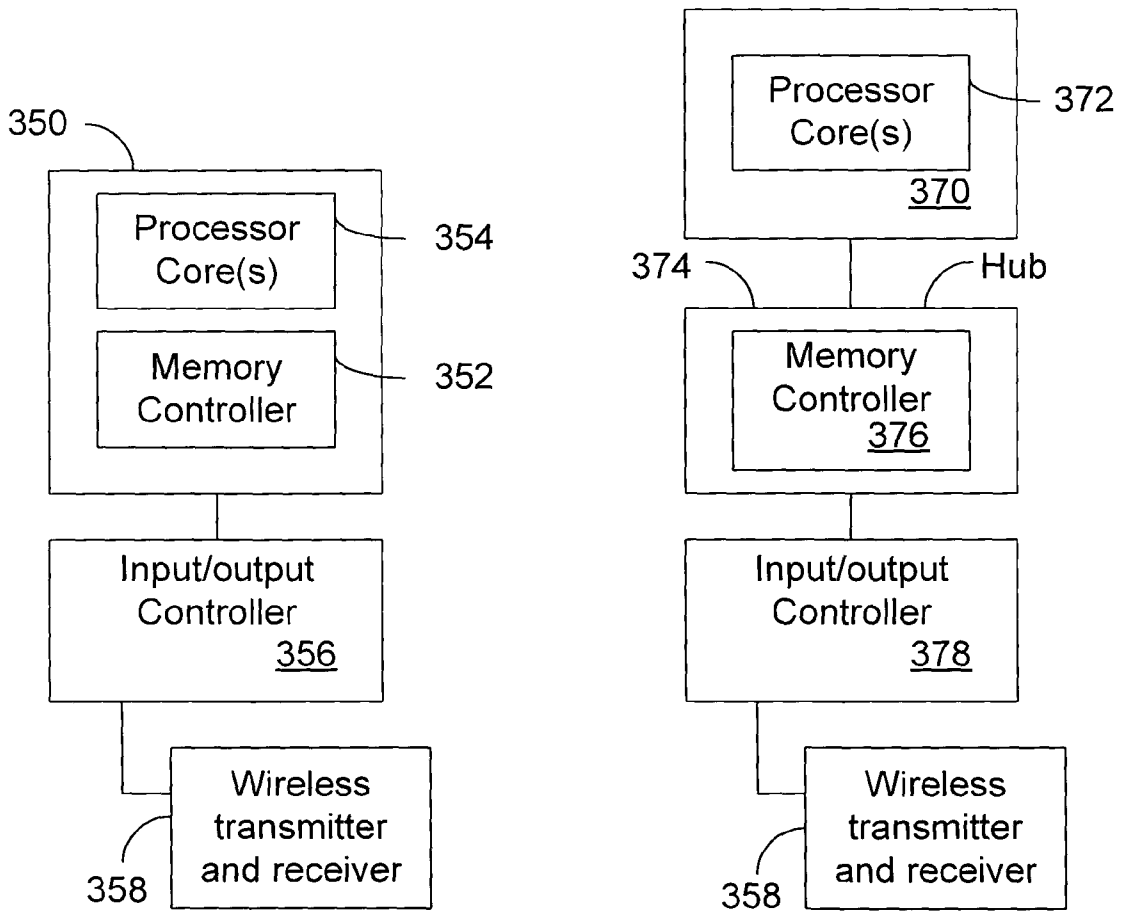 350
Processor
Core(s)
354
Memory
Controller
352
Input/output
Controller
356
Wireless
transmitter
and receiver
358
Processor
Core(s)
372
370
374
Hub
Memory
Controller
376
Input/output
Controller
378
Wireless
transmitter
and receiver
358